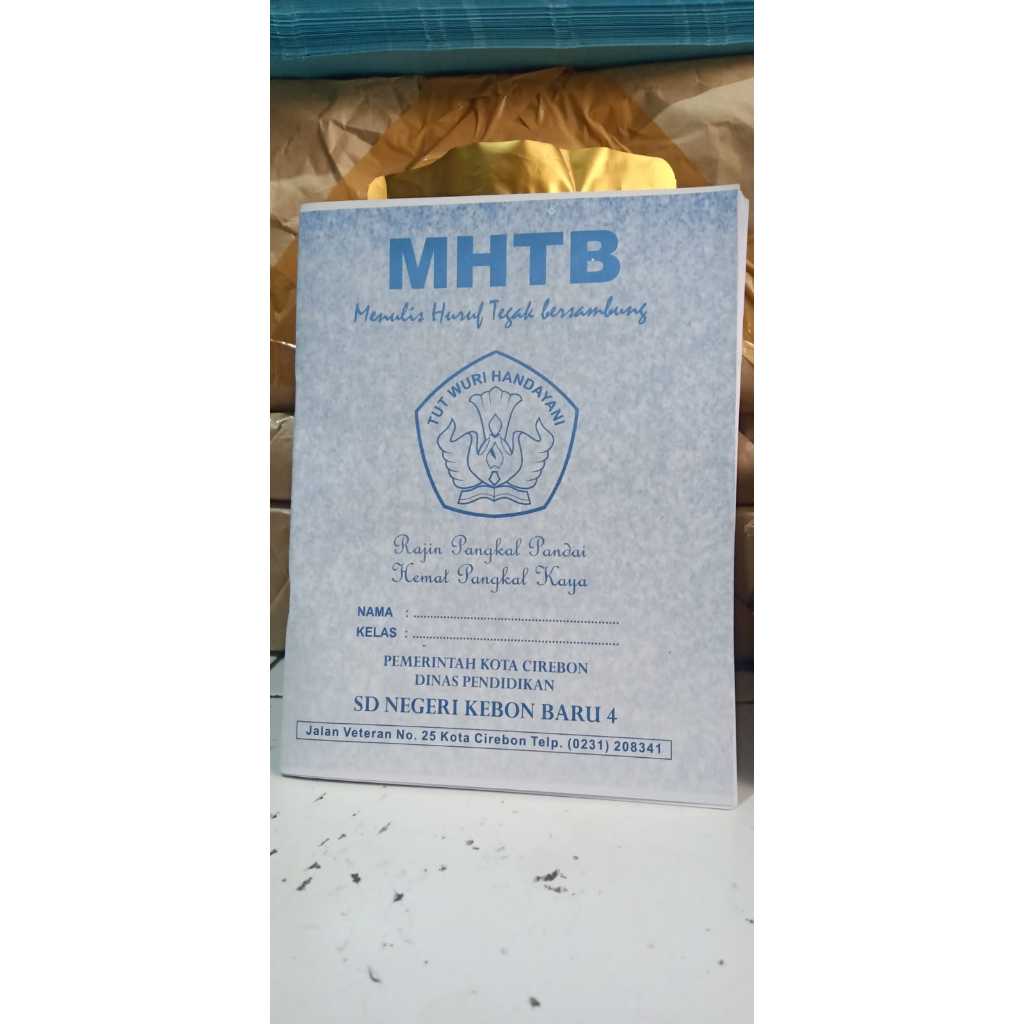 MHTB
Menulis Huruf Tegak bersambung
TUT WURI HANDAYANI
Rajin Pangkal Pandai
Hemat Pangkal Kaya
NAMA : ................................................................
KELAS : ................................................................
PEMERINTAH KOTA CIREBON
DINAS PENDIDIKAN
SD NEGERI KEBON BARU 4
Jalan Veteran No. 25 Kota Cirebon Telp. (0231) 208341